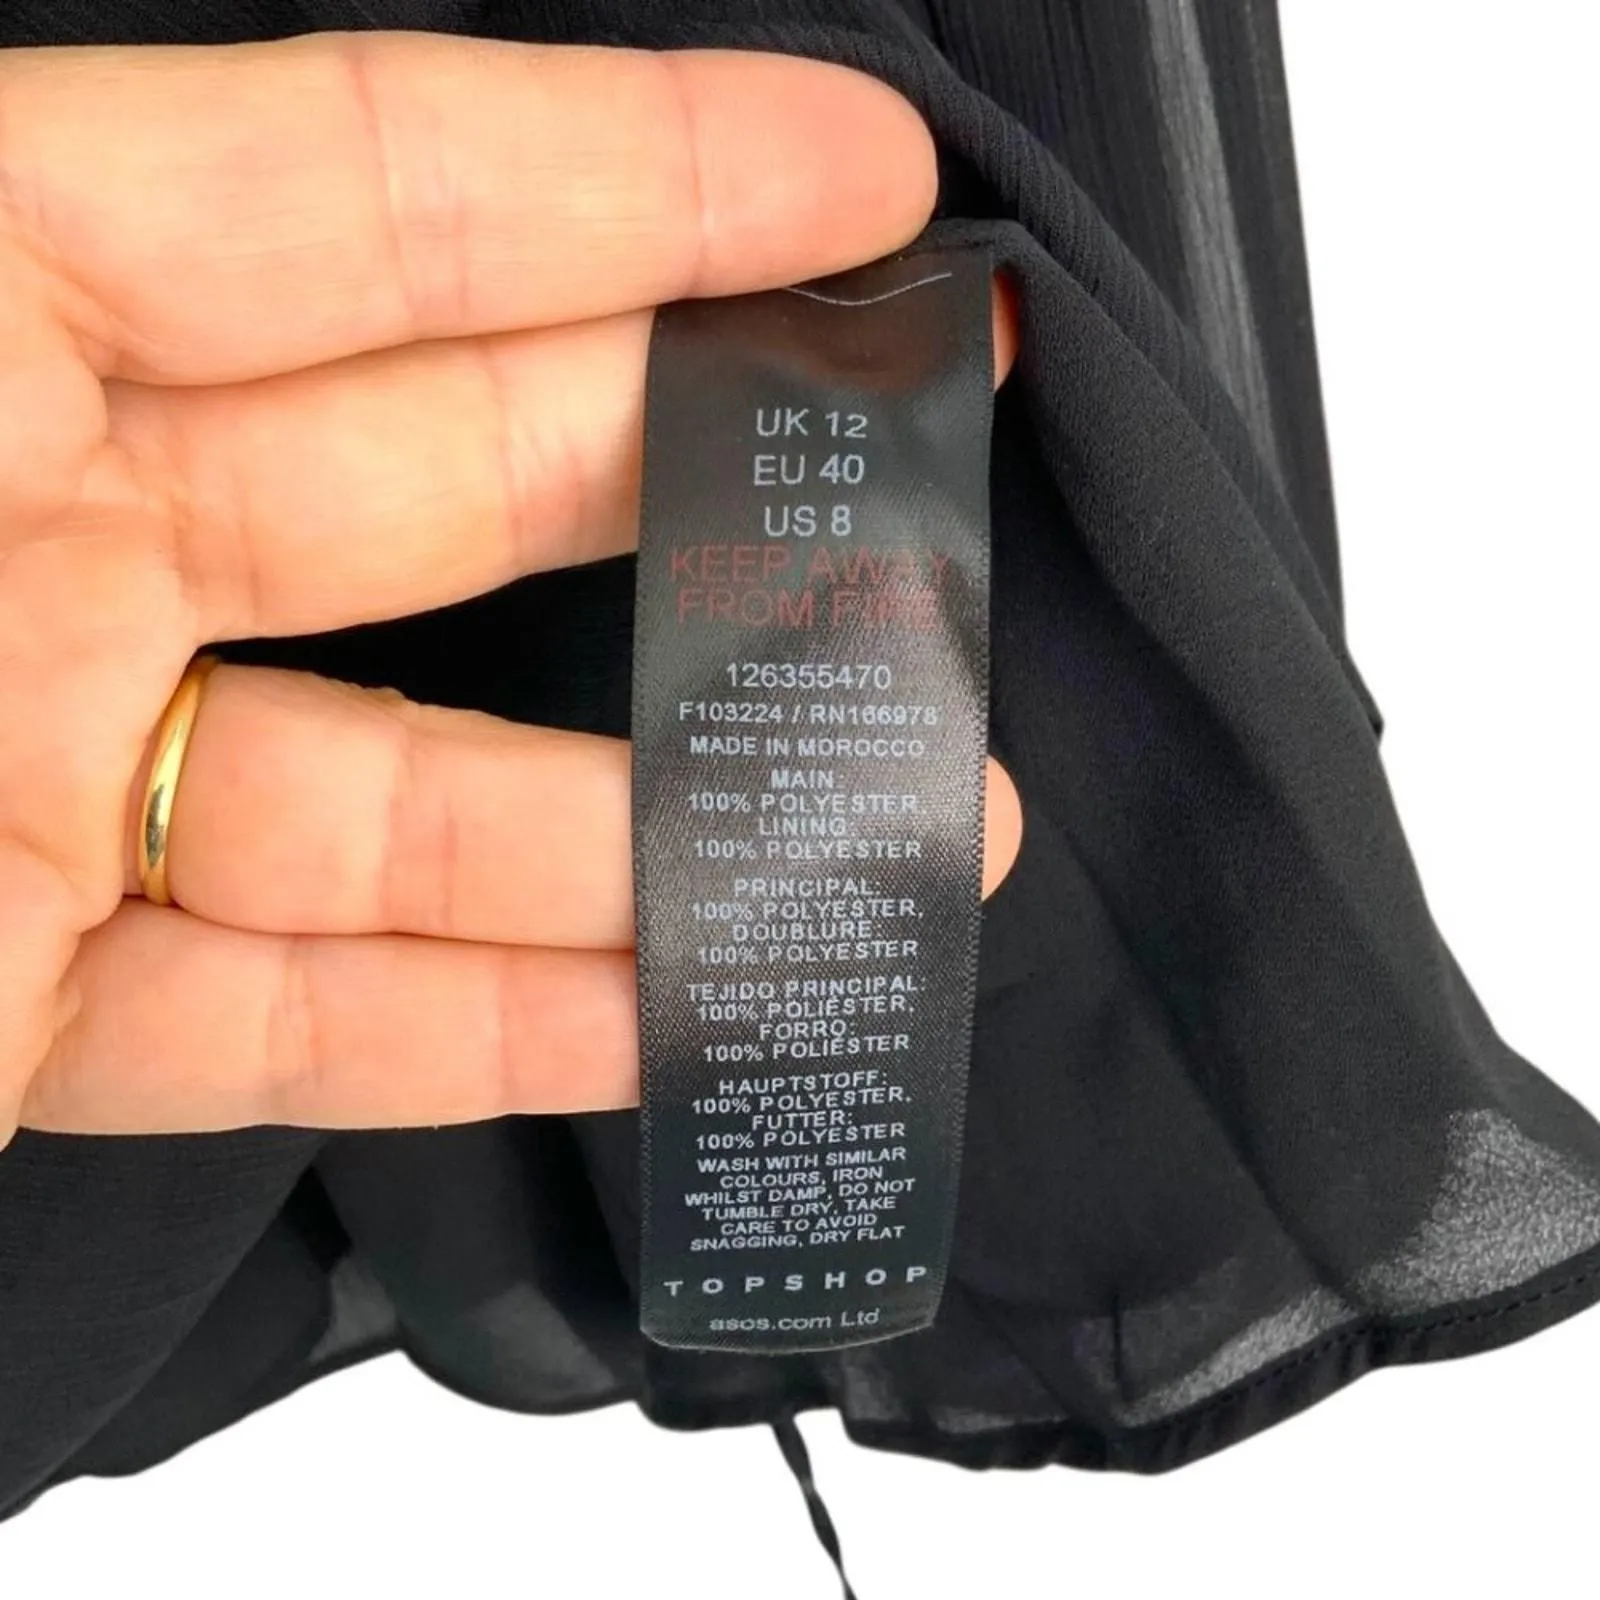 UK 12
EU 40
US 8
KEEP AWAY
FROM FIRE
126355470
F103224 / RN166978
MADE IN MOROCCO
MAIN:
100% POLYESTER
LINING:
100% POLYESTER
PRINCIPAL:
100% POLYESTER,
DOUBLURE
100% POLYESTER
TEJIDO PRINCIPAL:
100% POLIÉSTER,
FORRO:
100% POLIÉSTER
HAUPTSTOFF:
100% POLYESTER,
FUTTER:
100% POLYESTER
WASH WITH SIMILAR
COLOURS, IRON
WHILST DAMP, DO NOT
TUMBLE DRY, TAKE
CARE TO AVOID
SNAGGING, DRY FLAT
TOPSHOP
asos.com Ltd